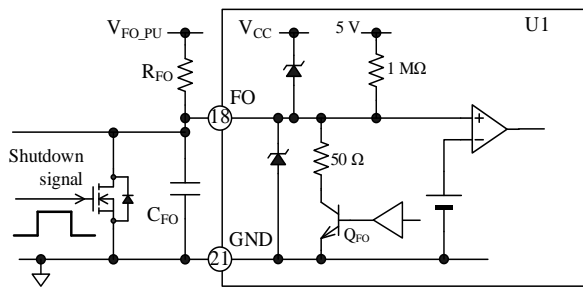 V_FO_PU
R_FO
V_CC
5 V
U1
1 MΩ
FO
18
50 Ω
Shutdown
signal
C_FO
Q_FO
GND
21
+
−